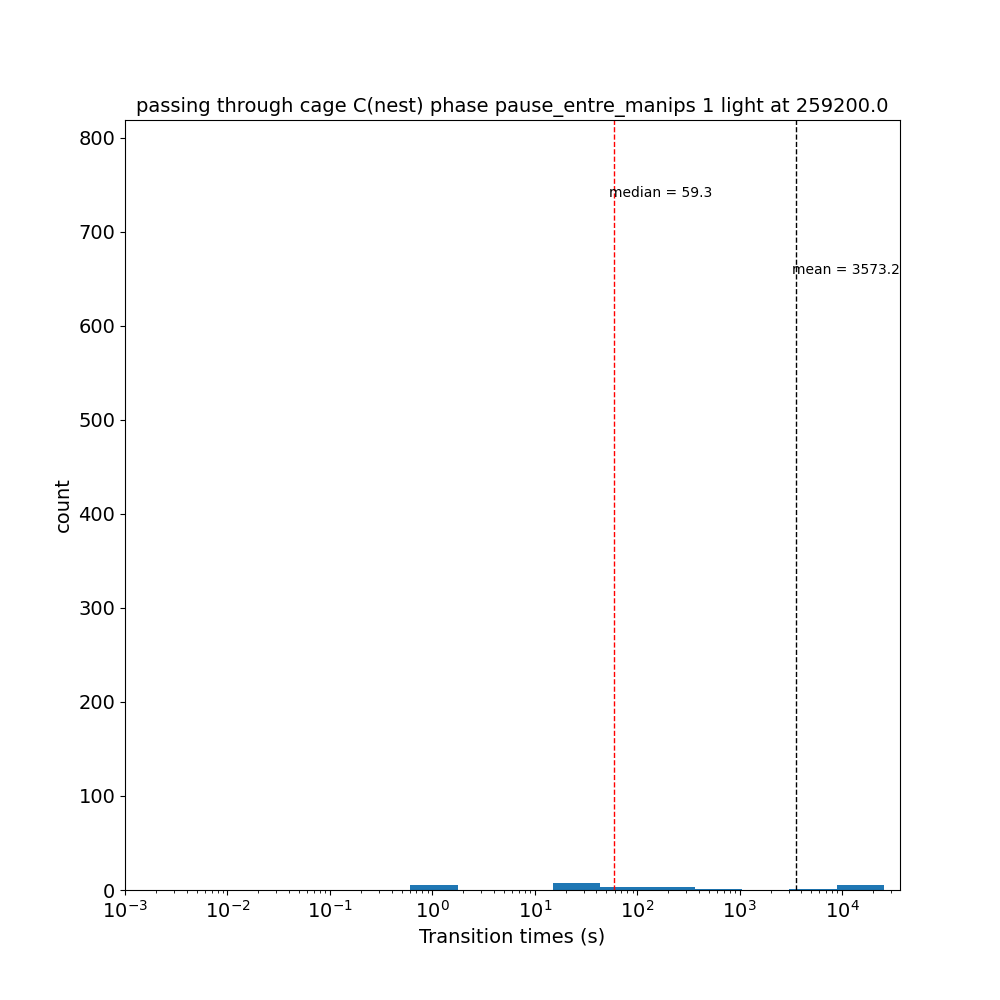 passing through cage C(nest) phase pause_entre_manips 1 light at 259200.0
800
median = 59.3
700
mean = 3573.2
600
500
400
count
300
200
100
0
10⁻³ 10⁻² 10⁻¹ 10⁰ 10¹ 10² 10³ 10⁴
Transition times (s)